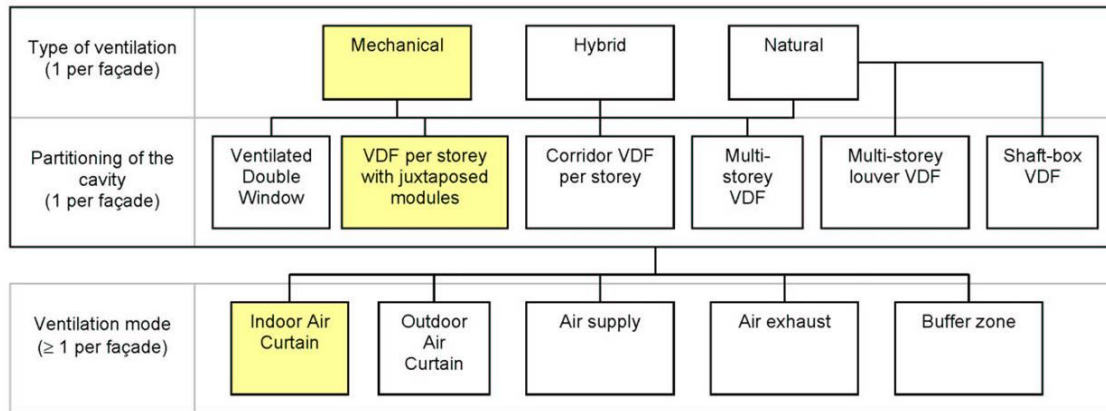 Type of ventilation
(1 per façade)
Mechanical
Hybrid
Natural
Partitioning of the
cavity
(1 per façade)
Ventilated
Double
Window
VDF per storey
with juxtaposed
modules
Corridor VDF
per storey
Multi-
storey
VDF
Multi-storey
louver VDF
Shaft-box
VDF
Ventilation mode
(≥ 1 per façade)
Indoor Air
Curtain
Outdoor
Air
Curtain
Air supply
Air exhaust
Buffer zone